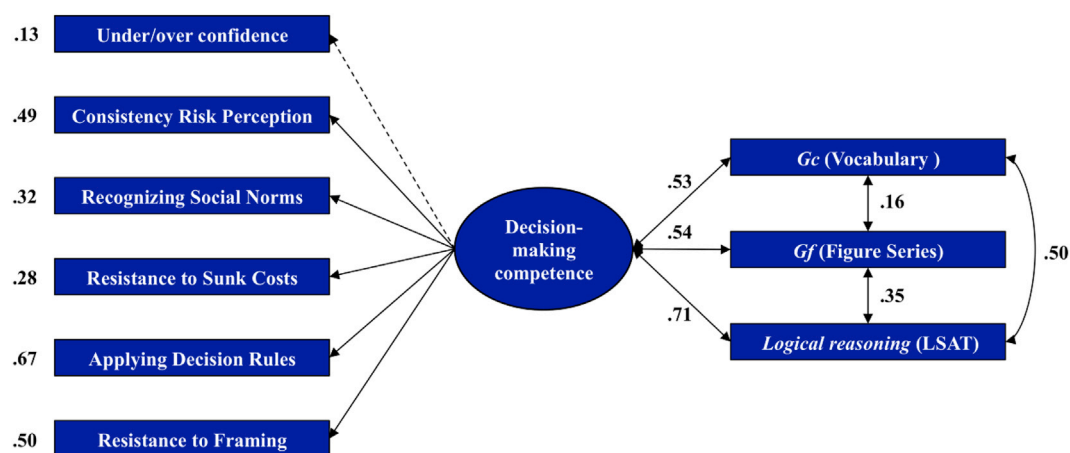 .13 Under/over confidence
.49 Consistency Risk Perception
.32 Recognizing Social Norms
.28 Resistance to Sunk Costs
.67 Applying Decision Rules
.50 Resistance to Framing
Decision-
making
competence
.53
.54
.71
Gc (Vocabulary )
.16
Gf (Figure Series)
.35
Logical reasoning (LSAT)
.50